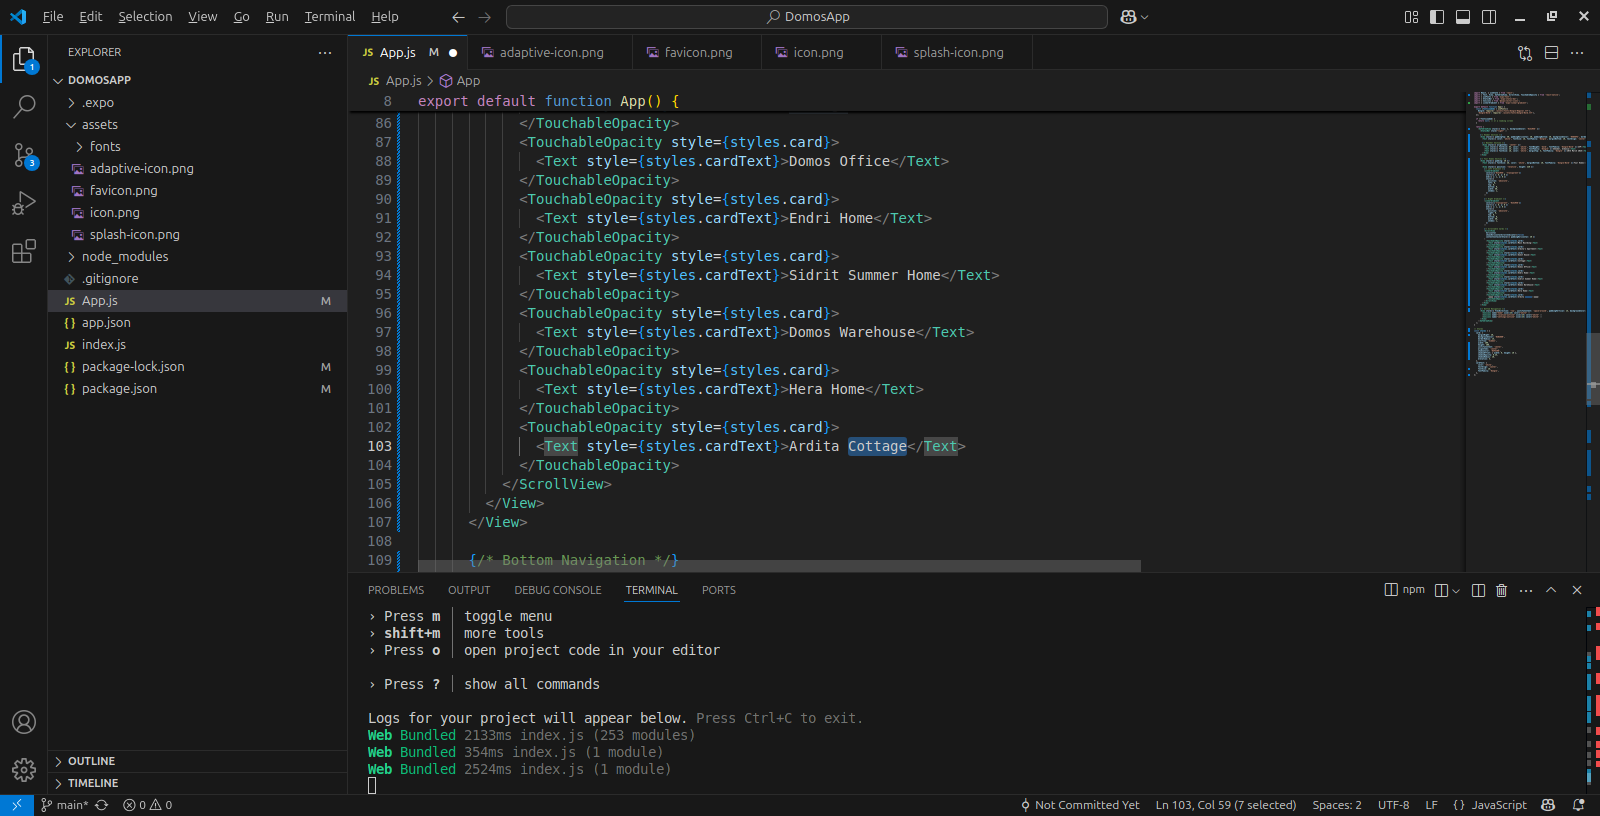 File Edit Selection View Go Run Terminal Help
DomosApp
EXPLORER
DOMOSAPP
.expo
assets
fonts
adaptive-icon.png
favicon.png
icon.png
splash-icon.png
node_modules
.gitignore
JS App.js M
{} app.json
JS index.js
{} package-lock.json M
{} package.json M
OUTLINE
TIMELINE
1
3
JS App.js M
adaptive-icon.png
favicon.png
icon.png
splash-icon.png
JS App.js > App
8 export default function App() {
86 </TouchableOpacity>
87 <TouchableOpacity style={styles.card}>
88 <Text style={styles.cardText}>Domos Office</Text>
89 </TouchableOpacity>
90 <TouchableOpacity style={styles.card}>
91 <Text style={styles.cardText}>Endri Home</Text>
92 </TouchableOpacity>
93 <TouchableOpacity style={styles.card}>
94 <Text style={styles.cardText}>Sidrit Summer Home</Text>
95 </TouchableOpacity>
96 <TouchableOpacity style={styles.card}>
97 <Text style={styles.cardText}>Domos Warehouse</Text>
98 </TouchableOpacity>
99 <TouchableOpacity style={styles.card}>
100 <Text style={styles.cardText}>Hera Home</Text>
101 </TouchableOpacity>
102 <TouchableOpacity style={styles.card}>
103 <Text style={styles.cardText}>Ardita Cottage</Text>
104 </TouchableOpacity>
105 </ScrollView>
106 </View>
107 </View>
108
109 {/* Bottom Navigation */}
PROBLEMS OUTPUT DEBUG CONSOLE TERMINAL PORTS
npm
› Press m │ toggle menu
› shift+m │ more tools
› Press o │ open project code in your editor
› Press ? │ show all commands
Logs for your project will appear below. Press Ctrl+C to exit.
Web Bundled 2133ms index.js (253 modules)
Web Bundled 354ms index.js (1 module)
Web Bundled 2524ms index.js (1 module)
main* 0 0
Not Committed Yet Ln 103, Col 59 (7 selected) Spaces: 2 UTF-8 LF {} JavaScript